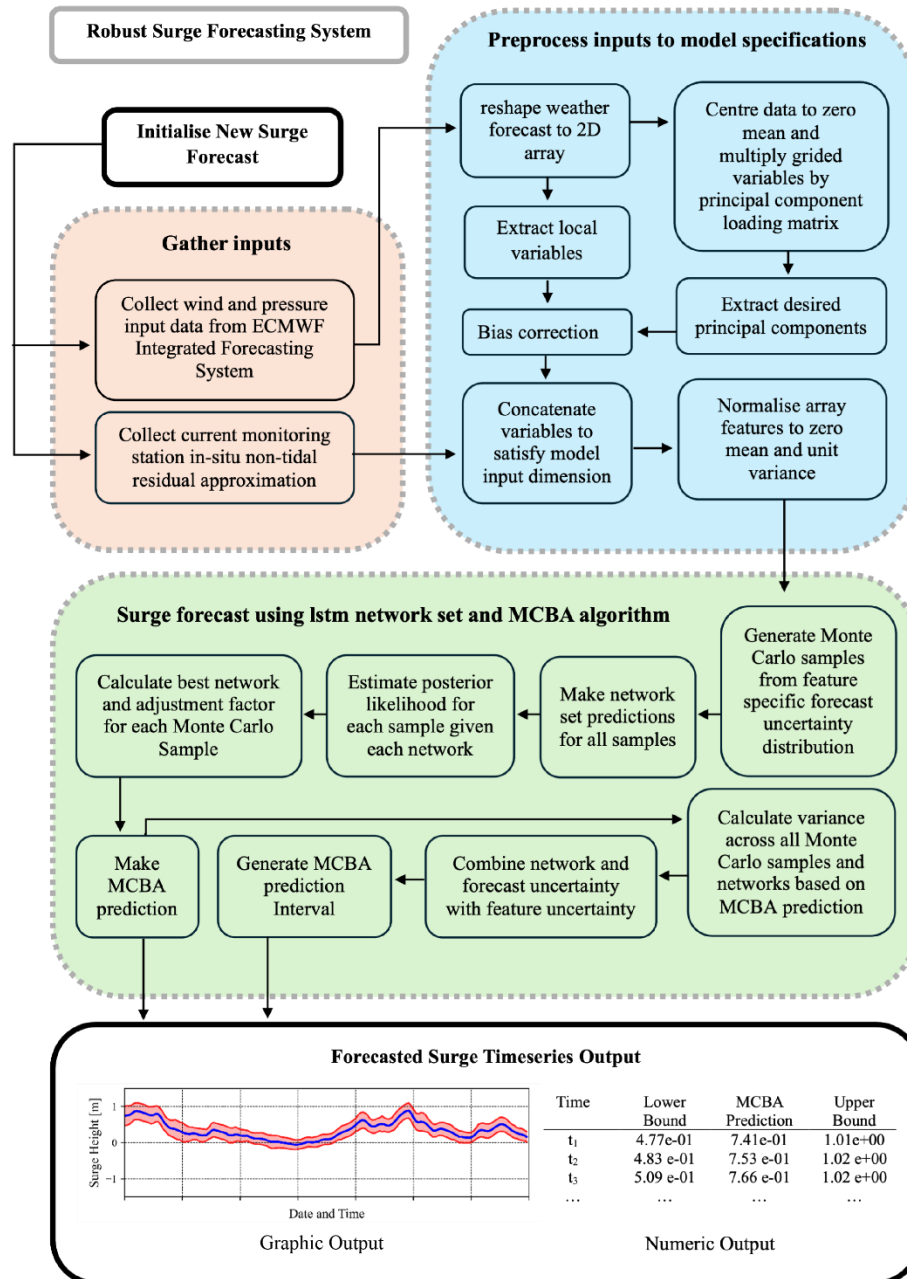 Robust Surge Forecasting System
Initialise New Surge
Forecast
Gather inputs
Collect wind and pressure
input data from ECMWF
Integrated Forecasting
System
Collect current monitoring
station in-situ non-tidal
residual approximation
Preprocess inputs to model specifications
reshape weather
forecast to 2D
array
Centre data to zero
mean and
multiply grided
variables by
principal component
loading matrix
Extract local
variables
Extract desired
principal components
Bias correction
Concatenate
variables to
satisfy model
input dimension
Normalise array
features to zero
mean and unit
variance
Surge forecast using lstm network set and MCBA algorithm
Generate Monte
Carlo samples
from feature
specific forecast
uncertainty
distribution
Make network
set predictions
for all samples
Estimate posterior
likelihood for
each sample given
each network
Calculate best network
and adjustment factor
for each Monte Carlo
Sample
Make
MCBA
prediction
Calculate variance
across all Monte
Carlo samples and
networks based on
MCBA prediction
Combine network and
forecast uncertainty
with feature uncertainty
Generate MCBA
prediction
Interval
Forecasted Surge Timeseries Output
Surge Height [m]
1
0
−1
Date and Time
Graphic Output
Time Lower Bound MCBA Prediction Upper Bound
t₁ 4.77e-01 7.41e-01 1.01e+00
t₂ 4.83 e-01 7.53 e-01 1.02 e+00
t₃ 5.09 e-01 7.66 e-01 1.02 e+00
… … … …
Numeric Output